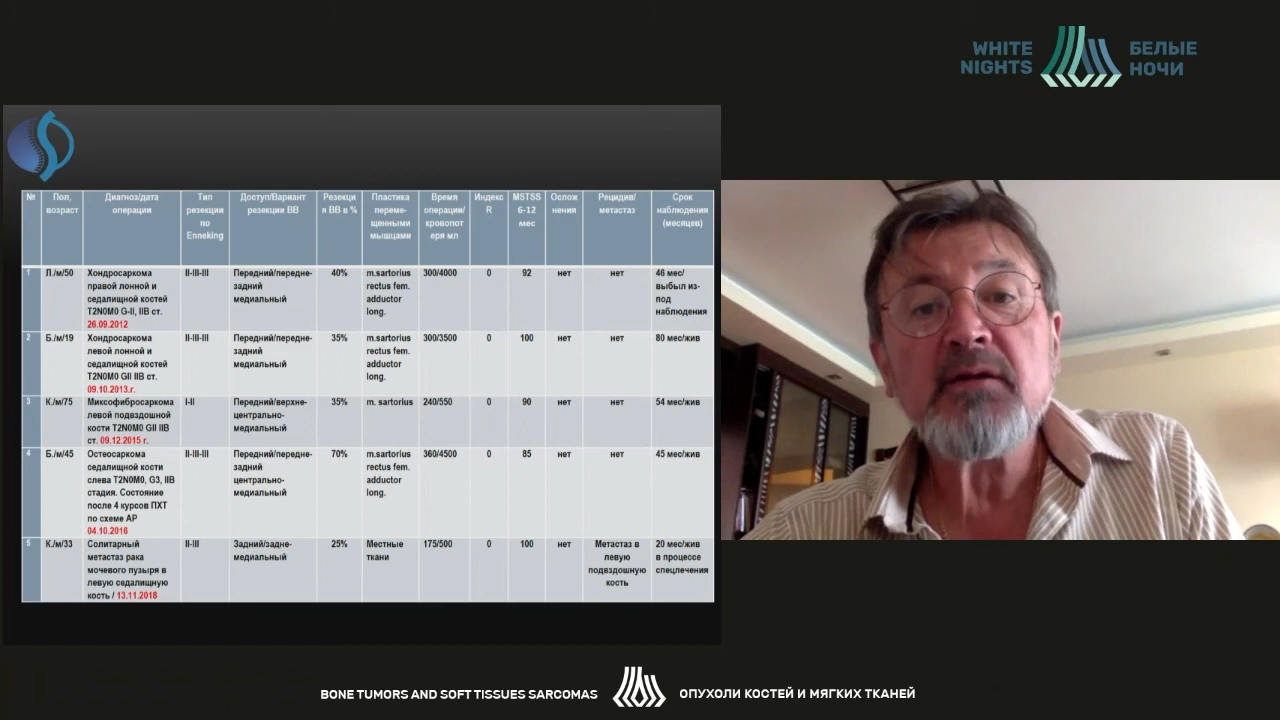 WHITE
NIGHTS
БЕЛЫЕ
НОЧИ
№
Пол,
возраст
Диагноз/дата
операции
Тип
резекции
по
Enneking
Доступ/Вариант
резекции ВВ
Резекци
я ВВ в %
Пластика
переме-
щенными
мышцами
Время
операции/
кровопот
еря мл
Индекс
R
MSTSS
6-12
мес
Ослож
нения
Рецидив/
метастаз
Срок
наблюдения
(месяцев)
1
Л./м/50
Хондросаркома
правой лонной и
седалищной костей
T2N0M0 G-II, IIB ст.
26.09.2012
II-III-III
Передний/передне-
задний
медиальный
40%
m.sartorius
rectus fem.
adductor
long.
300/4000
0
92
нет
нет
46 мес/
выбыл из-
под
наблюдения
2
Б./м/19
Хондросаркома
левой лонной и
седалищной костей
T2N0M0 GII IIB ст.
09.10.2013.г.
II-III-III
Передний/передне-
задний
медиальный
35%
m.sartorius
rectus fem.
adductor
long.
300/3500
0
100
нет
нет
80 мес/жив
3
К./м/75
Миксофибросаркома
левой подвздошной
кости T2N0M0 GII IIB
ст. 09.12.2015 г.
I-II
Передний/верхне-
центрально-
медиальный
35%
m. sartorius
240/550
0
90
нет
нет
54 мес/жив
4
Б./м/45
Остеосаркома
седалищной кости
слева T2N0M0, G3, IIB
стадия. Состояние
после 4 курсов ПХТ
по схеме АР
04.10.2016
II-III-III
Передний/передне-
задний
центрально-
медиальный
70%
m.sartorius
rectus fem.
adductor
long.
360/4500
0
85
нет
нет
45 мес/жив
5
К./м/33
Солитарный
метастаз рака
мочевого пузыря в
левую седалищную
кость / 13.11.2018
II-III
Задний/задне-
медиальный
25%
Местные
ткани
175/500
0
100
нет
Метастаз в
левую
подвздошную
кость
20 мес/жив
в процессе
спецлечения
BONE TUMORS AND SOFT TISSUES SARCOMAS
ОПУХОЛИ КОСТЕЙ И МЯГКИХ ТКАНЕЙ